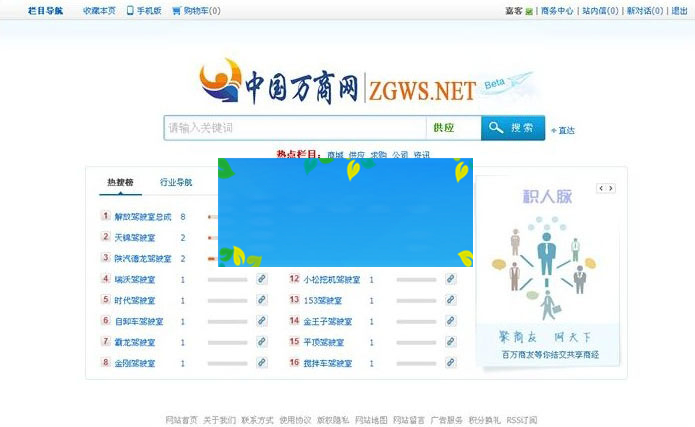 栏目导航 收藏本页 手机版 购物车(0) 嘉客 | 商务中心 | 站内信(0) | 新对话(0) | 退出
中国万商网 ZGWS.NET Beta
请输入关键词 供应 搜索 直达
热点栏目： 商城 供应 求购 公司 资讯
热搜榜 行业导航
积人脉
1 解放驾驶室总成 8
2 天锦驾驶室 2
3 陕汽德龙驾驶室 2
4 瑞沃驾驶室 1 12 小松挖机驾驶室 1
5 时代驾驶室 1 13 153驾驶室 1
6 自卸车驾驶室 1 14 金王子驾驶室 1
7 霸龙驾驶室 1 15 平顶驾驶室 1
8 金刚驾驶室 1 16 搅拌车驾驶室 1
聚商友 闯天下
百万商友等你结交共享商经
网站首页 关于我们 联系方式 使用协议 版权隐私 网站地图 网站留言 广告服务 积分换礼 RSS订阅